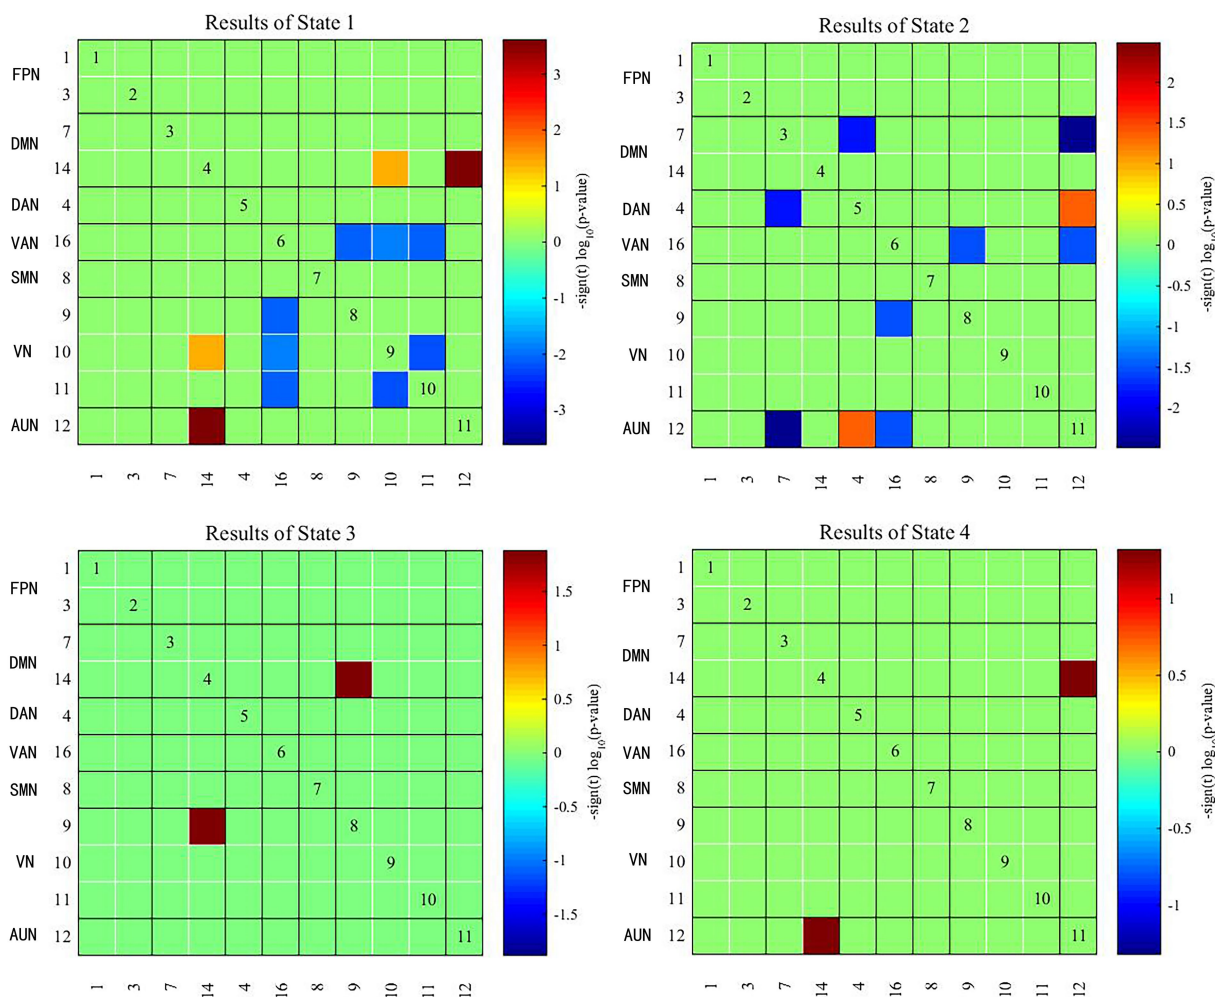 Results of State 1
FPN
1
3
DMN
7
14
DAN 4
VAN 16
SMN 8
VN
9
10
11
AUN 12
1
2
3
4
5
6
7
8
9
10
11
1 3 7 14 4 16 8 9 10 11 12
3
2
1
0
-1
-2
-3
-sign(t) log10(p-value)
Results of State 2
FPN
1
3
DMN
7
14
DAN 4
VAN 16
SMN 8
VN
9
10
11
AUN 12
1
2
3
4
5
6
7
8
9
10
11
1 3 7 14 4 16 8 9 10 11 12
2
1.5
1
0.5
0
-0.5
-1
-1.5
-2
-sign(t) log10(p-value)
Results of State 3
FPN
1
3
DMN
7
14
DAN 4
VAN 16
SMN 8
VN
9
10
11
AUN 12
1
2
3
4
5
6
7
8
9
10
11
1 3 7 14 4 16 8 9 10 11 12
1.5
1
0.5
0
-0.5
-1
-1.5
-sign(t) log10(p-value)
Results of State 4
FPN
1
3
DMN
7
14
DAN 4
VAN 16
SMN 8
VN
9
10
11
AUN 12
1
2
3
4
5
6
7
8
9
10
11
1 3 7 14 4 16 8 9 10 11 12
1
0.5
0
-0.5
-1
-sign(t) log10(p-value)